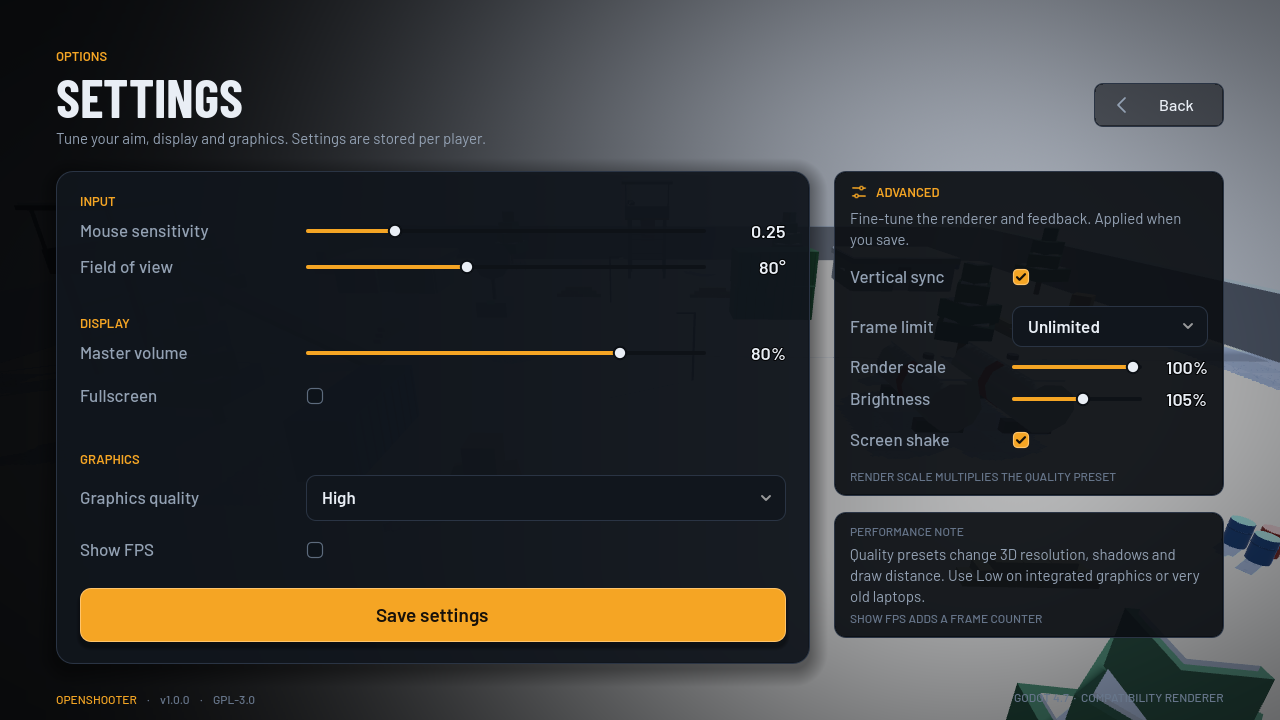 OPTIONS
SETTINGS
Tune your aim, display and graphics. Settings are stored per player.
Back
INPUT
Mouse sensitivity 0.25
Field of view 80°
DISPLAY
Master volume 80%
Fullscreen
GRAPHICS
Graphics quality High
Show FPS
Save settings
ADVANCED
Fine-tune the renderer and feedback. Applied when
you save.
Vertical sync
Frame limit Unlimited
Render scale 100%
Brightness 105%
Screen shake
RENDER SCALE MULTIPLIES THE QUALITY PRESET
PERFORMANCE NOTE
Quality presets change 3D resolution, shadows and
draw distance. Use Low on integrated graphics or very
old laptops.
SHOW FPS ADDS A FRAME COUNTER
OPENSHOOTER · v1.0.0 · GPL-3.0
· COMPATIBILITY RENDERER